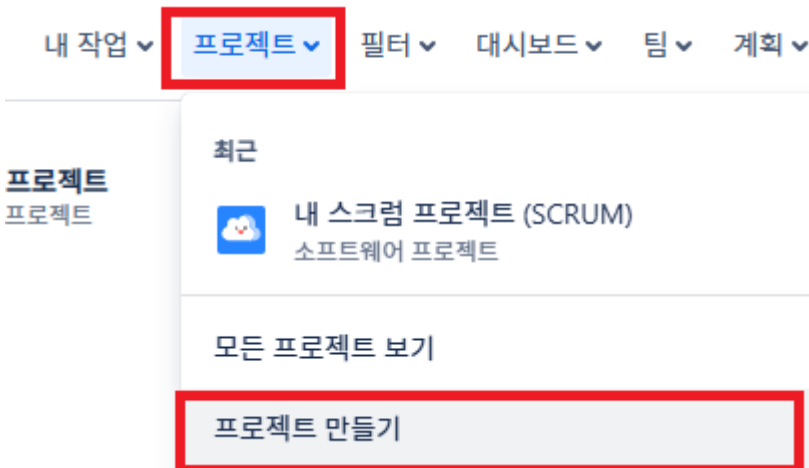 내 작업 프로젝트 필터 대시보드 팀 계획
프로젝트
프로젝트
최근
내 스크럼 프로젝트 (SCRUM)
소프트웨어 프로젝트
모든 프로젝트 보기
프로젝트 만들기